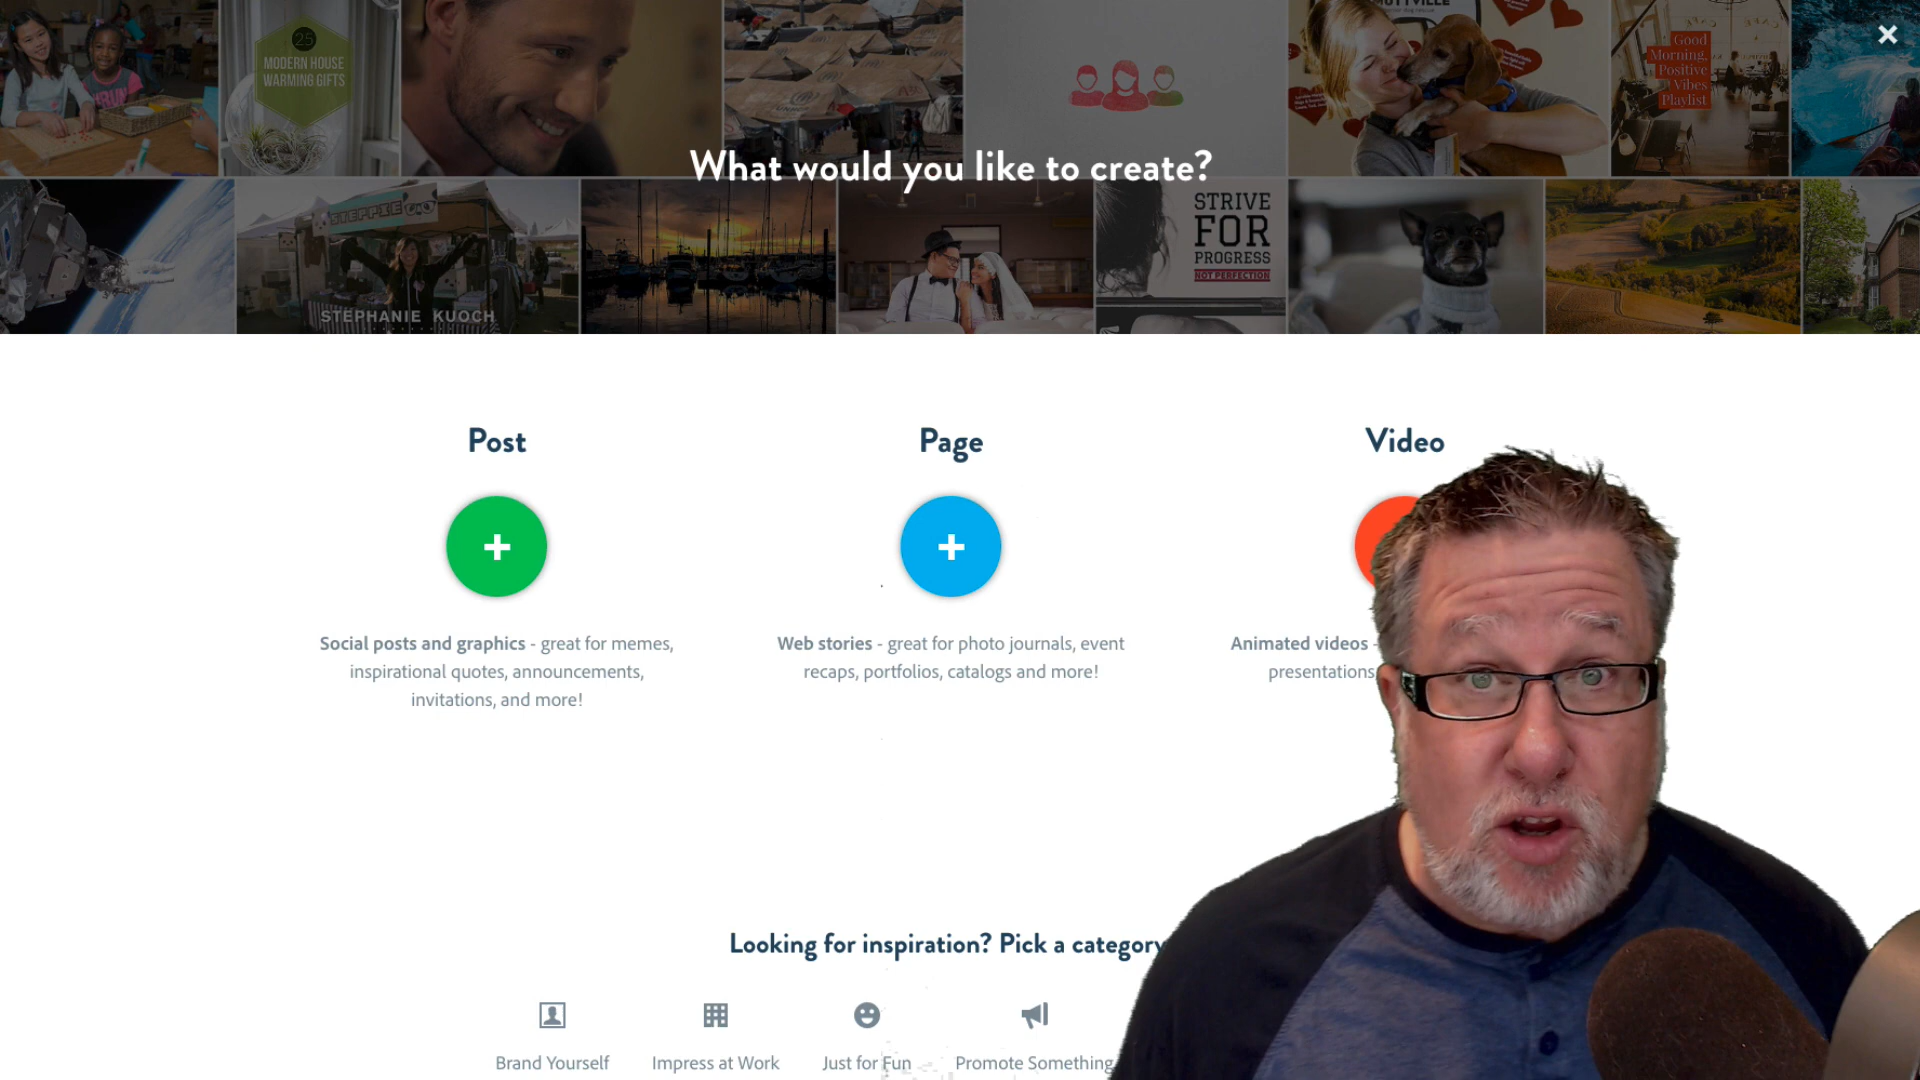 25
MODERN HOUSE
WARMING GIFTS
Good
Morning,
Positive
Vibes
Playlist
What would you like to create?
STEPPIE
STEPHANIE KUOCH
STRIVE
FOR
PROGRESS
NOT PERFECTION
Post
Page
Video
+
+
Social posts and graphics - great for memes,
inspirational quotes, announcements,
invitations, and more!
Web stories - great for photo journals, event
recaps, portfolios, catalogs and more!
Animated videos -
presentations
Looking for inspiration? Pick a category
Brand Yourself
Impress at Work
Just for Fun
Promote Something